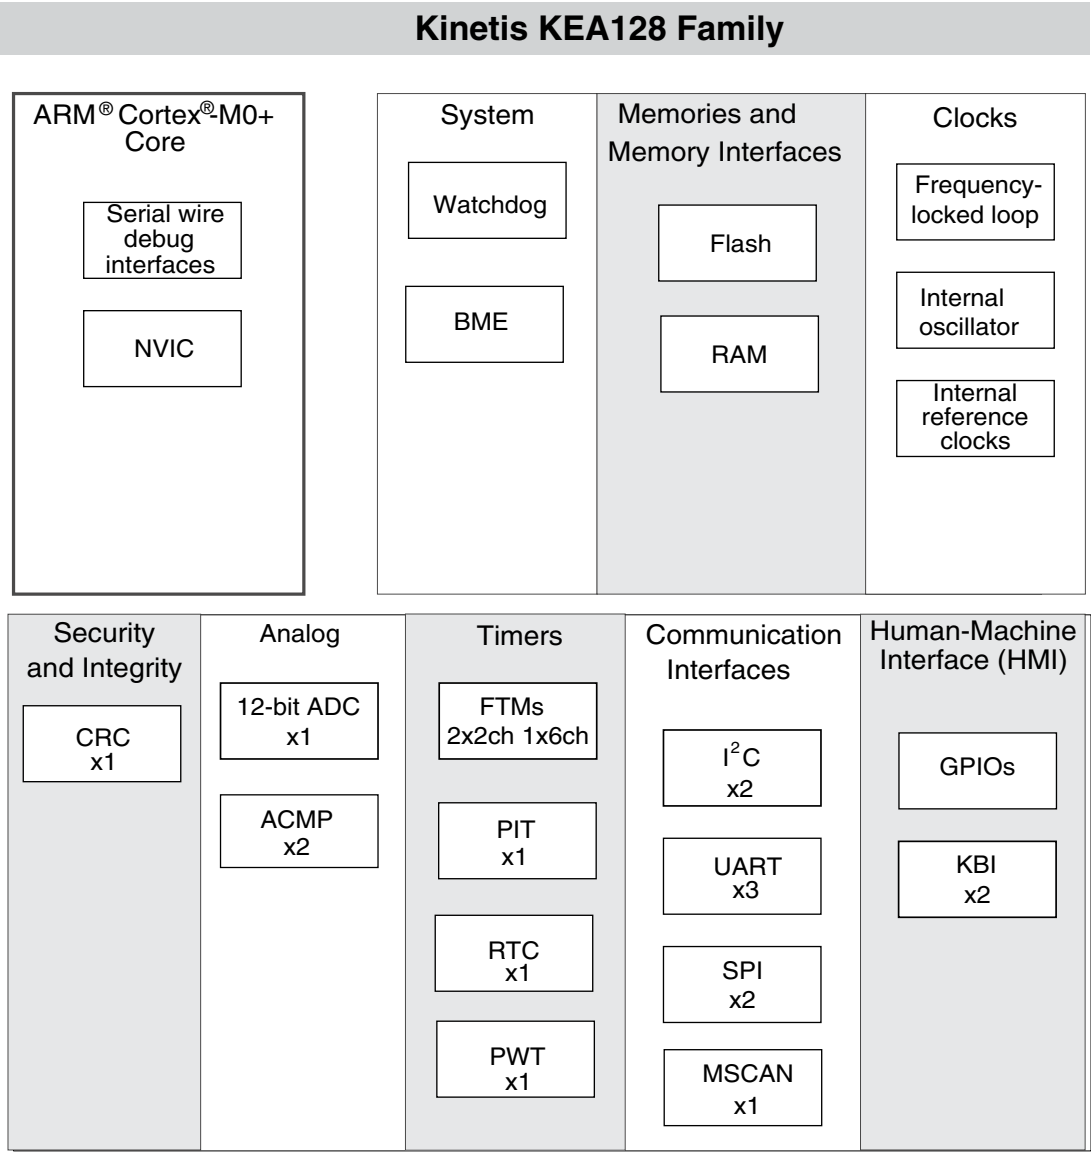 Kinetis KEA128 Family
ARM® Cortex®-M0+
Core
Serial wire
debug
interfaces
NVIC
System
Watchdog
BME
Memories and
Memory Interfaces
Flash
RAM
Clocks
Frequency-
locked loop
Internal
oscillator
Internal
reference
clocks
Security
and Integrity
CRC
x1
Analog
12-bit ADC
x1
ACMP
x2
Timers
FTMs
2x2ch 1x6ch
PIT
x1
RTC
x1
PWT
x1
Communication
Interfaces
I²C
x2
UART
x3
SPI
x2
MSCAN
x1
Human-Machine
Interface (HMI)
GPIOs
KBI
x2